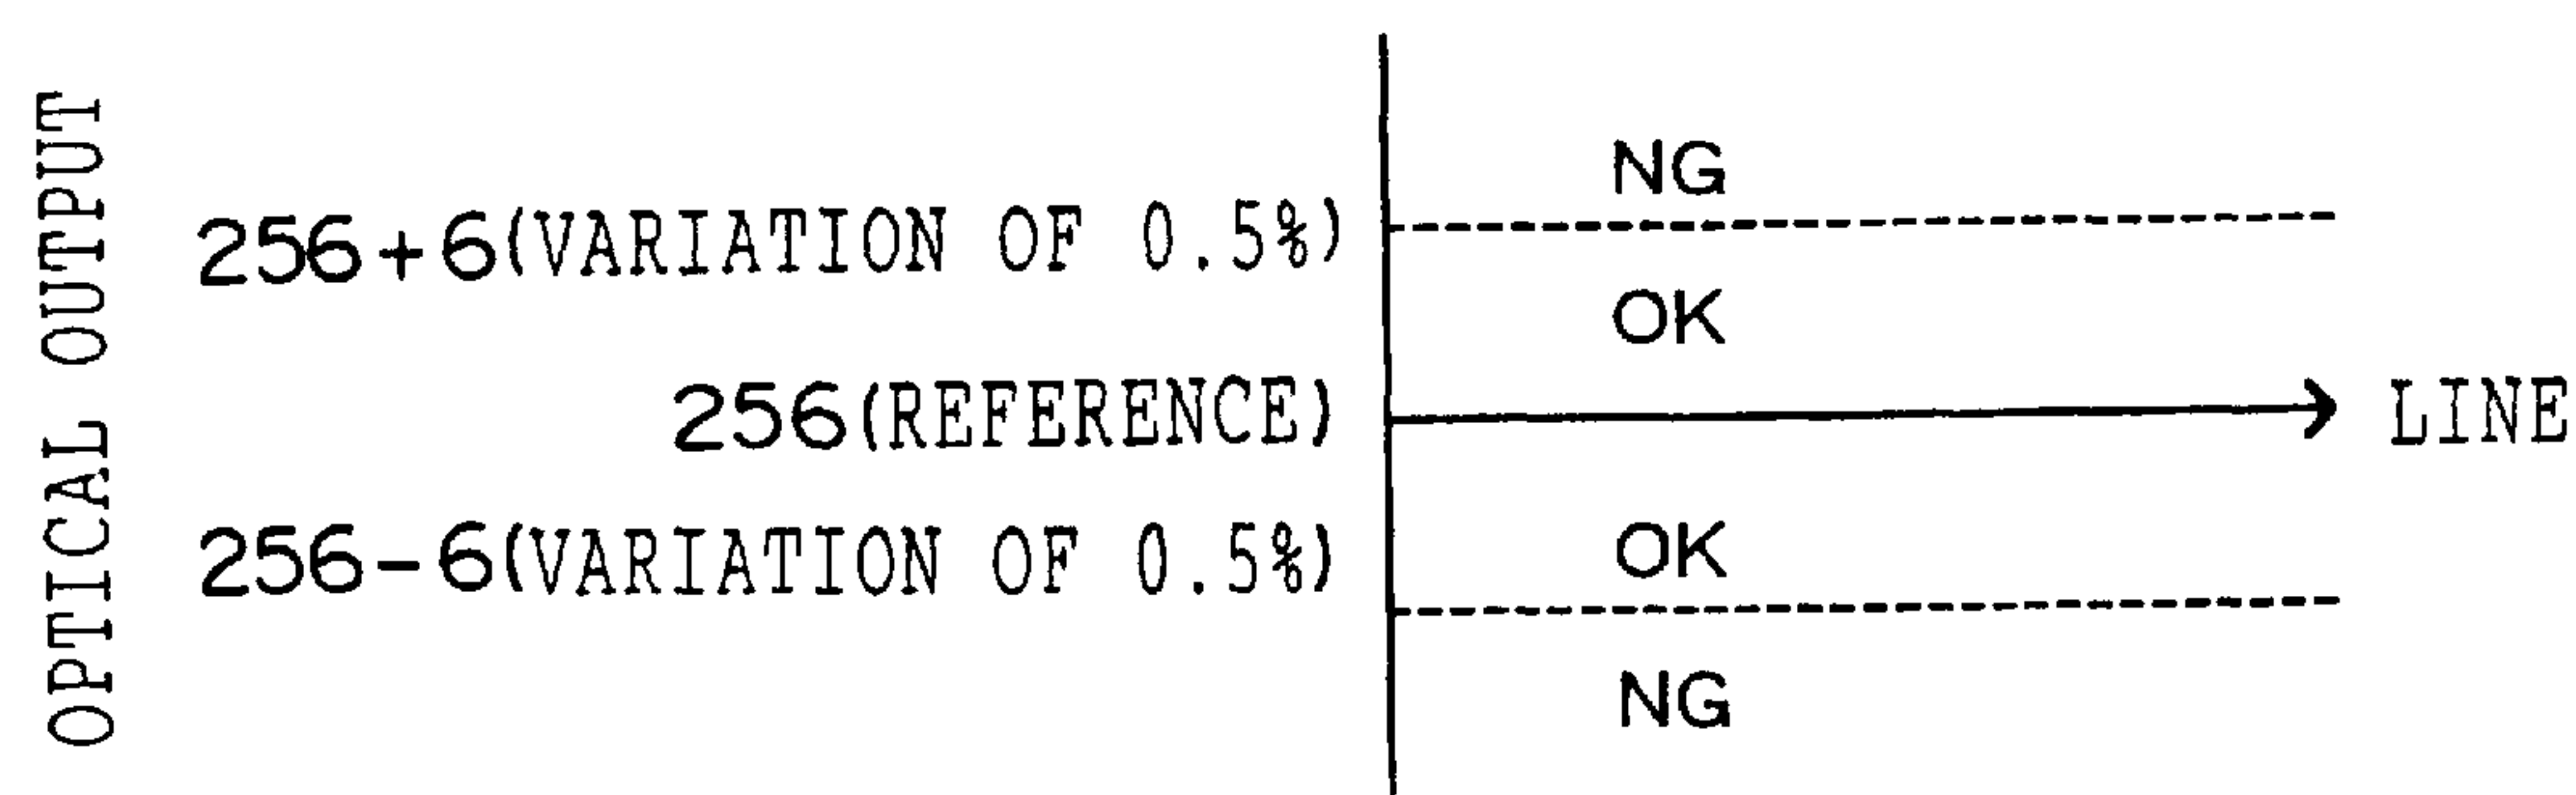 OPTICAL OUTPUT
NG
256+6(VARIATION OF 0.5%)
OK
256(REFERENCE)
LINE
256-6(VARIATION OF 0.5%)
OK
NG